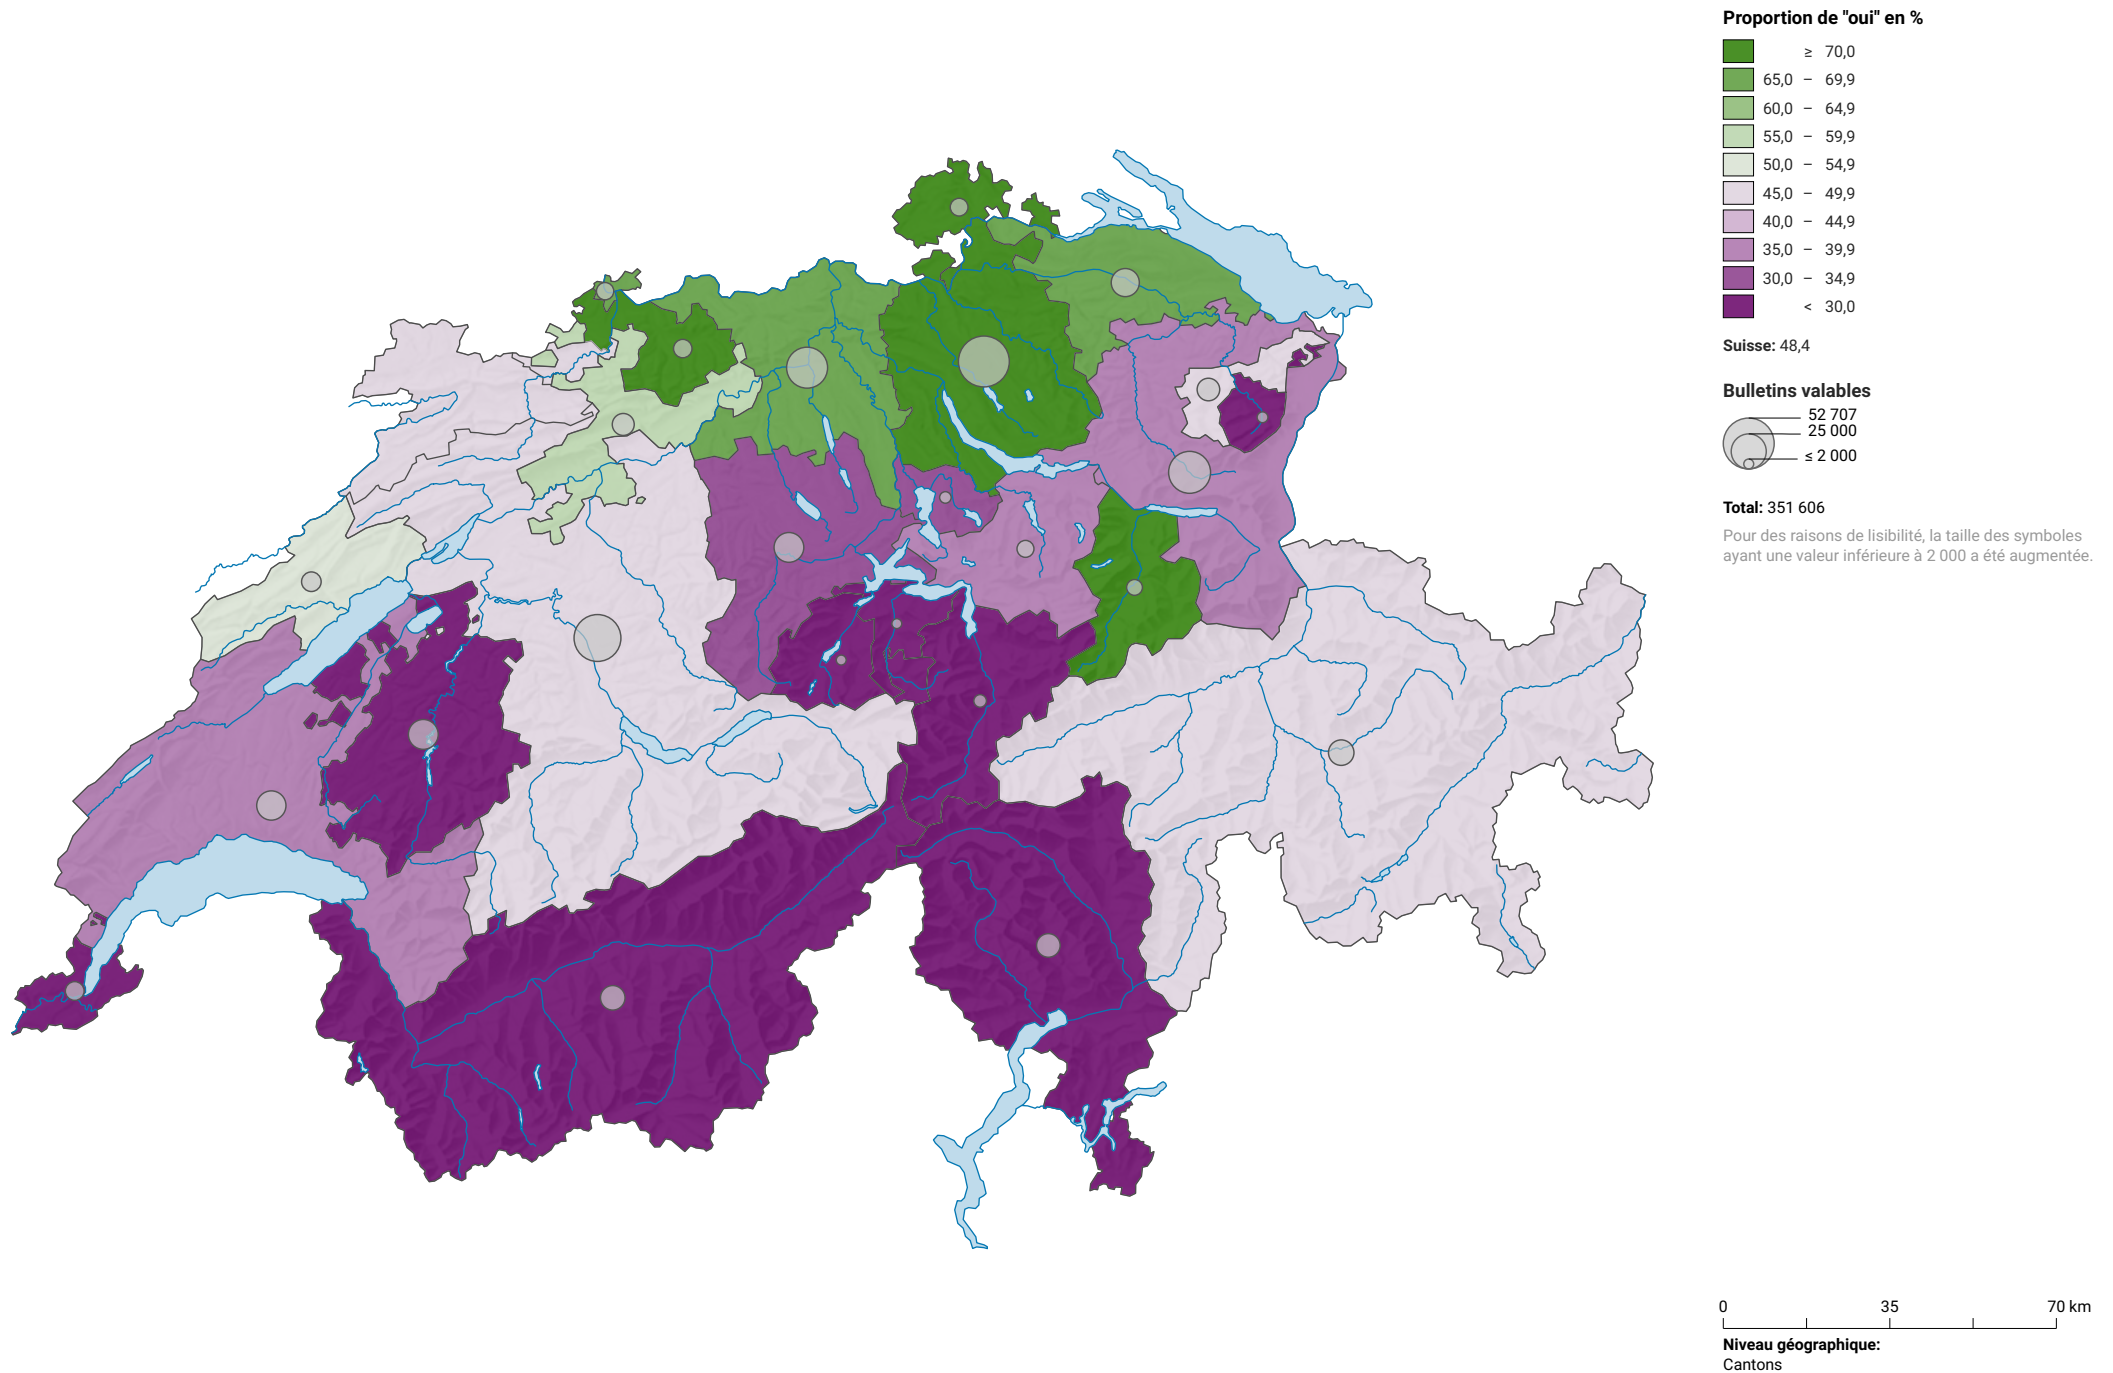 Proportion de "oui" en %
≥ 70,0
65,0 – 69,9
60,0 – 64,9
55,0 – 59,9
50,0 – 54,9
45,0 – 49,9
40,0 – 44,9
35,0 – 39,9
30,0 – 34,9
< 30,0
Suisse: 48,4
Bulletins valables
52 707
25 000
≤ 2 000
Total: 351 606
Pour des raisons de lisibilité, la taille des symboles
ayant une valeur inférieure à 2 000 a été augmentée.
0 35 70 km
Niveau géographique:
Cantons